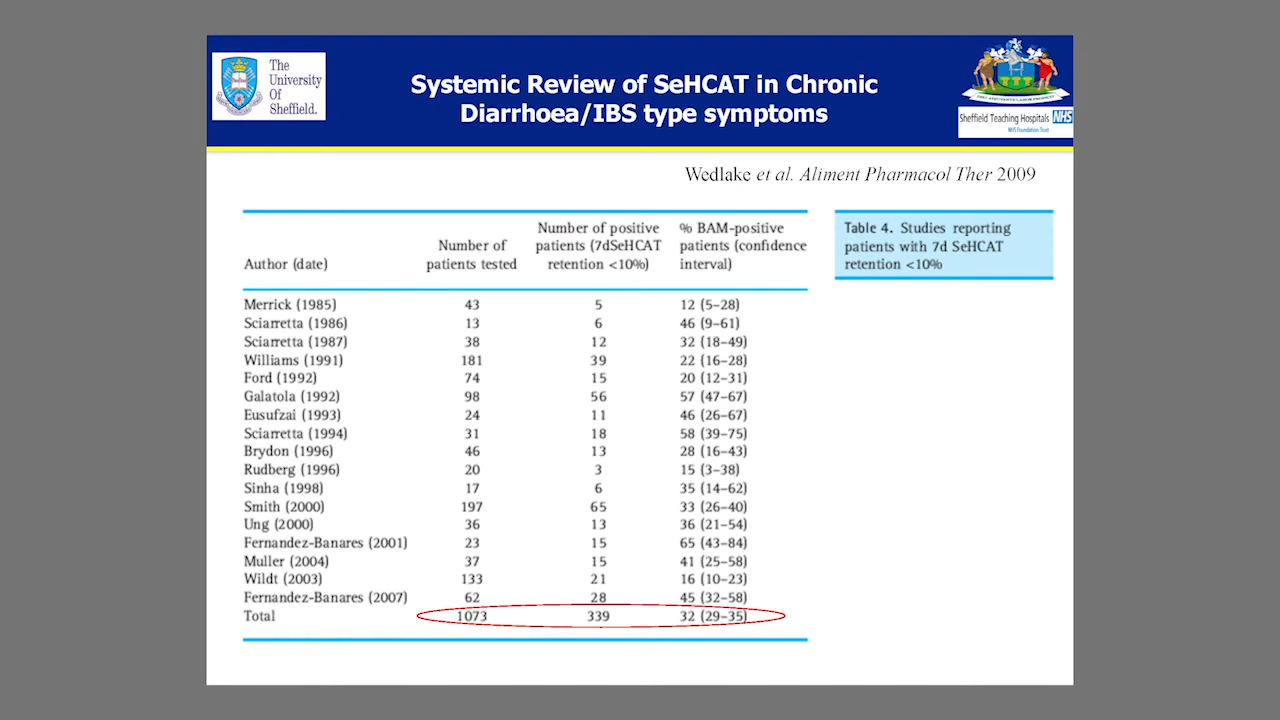 The
University
Of
Sheffield.
Systemic Review of SeHCAT in Chronic
Diarrhoea/IBS type symptoms
Sheffield Teaching Hospitals NHS
NHS Foundation Trust
Wedlake et al. Aliment Pharmacol Ther 2009
Author (date) Number of patients tested Number of positive patients (7dSeHCAT retention <10%) % BAM-positive patients (confidence interval)
Merrick (1985) 43 5 12 (5–28)
Sciarretta (1986) 13 6 46 (9–61)
Sciarretta (1987) 38 12 32 (18–49)
Williams (1991) 181 39 22 (16–28)
Ford (1992) 74 15 20 (12–31)
Galatola (1992) 98 56 57 (47–67)
Eusufzai (1993) 24 11 46 (26–67)
Sciarretta (1994) 31 18 58 (39–75)
Brydon (1996) 46 13 28 (16–43)
Rudberg (1996) 20 3 15 (3–38)
Sinha (1998) 17 6 35 (14–62)
Smith (2000) 197 65 33 (26–40)
Ung (2000) 36 13 36 (21–54)
Fernandez-Banares (2001) 23 15 65 (43–84)
Muller (2004) 37 15 41 (25–58)
Wildt (2003) 133 21 16 (10–23)
Fernandez-Banares (2007) 62 28 45 (32–58)
Total 1073 339 32 (29–35)
Table 4. Studies reporting
patients with 7d SeHCAT
retention <10%